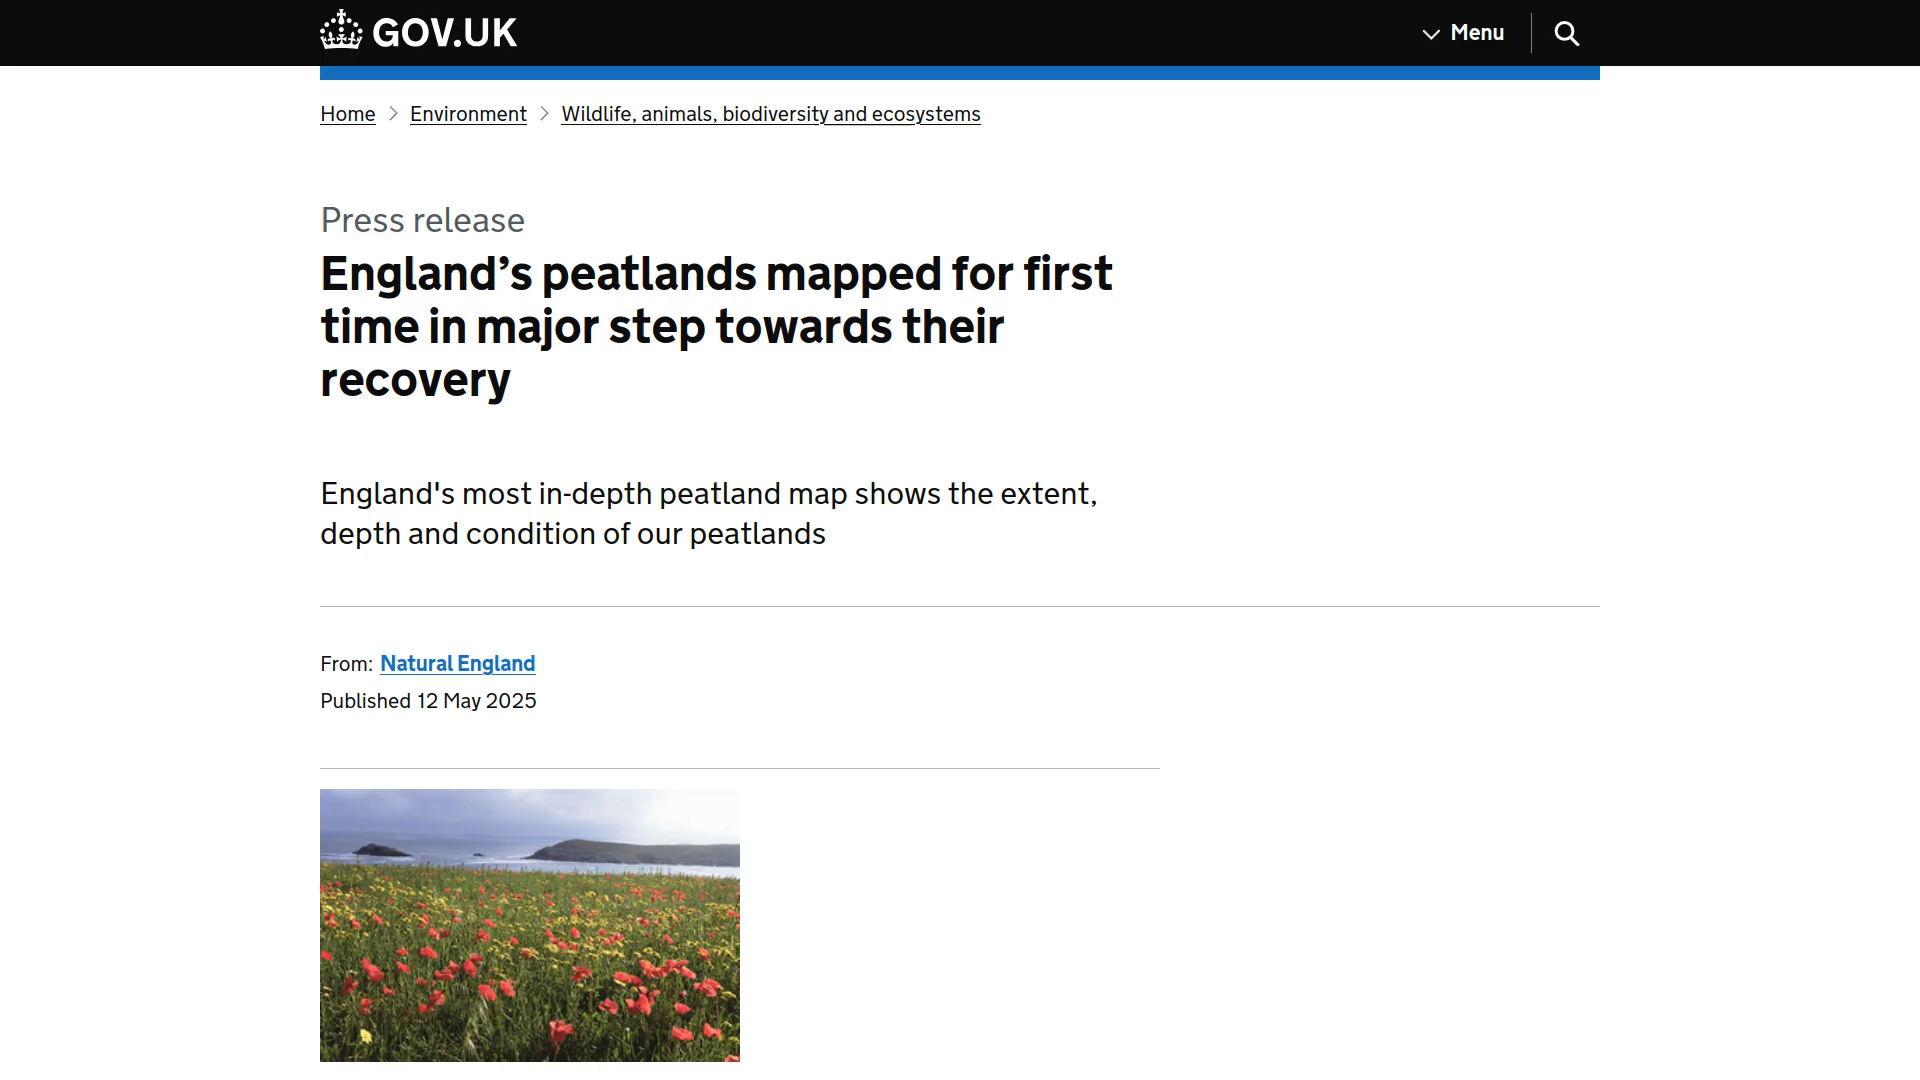 GOV.UK
Menu
Home
Environment
Wildlife, animals, biodiversity and ecosystems
Press release
England’s peatlands mapped for first
time in major step towards their
recovery
England's most in-depth peatland map shows the extent,
depth and condition of our peatlands
From: Natural England
Published 12 May 2025